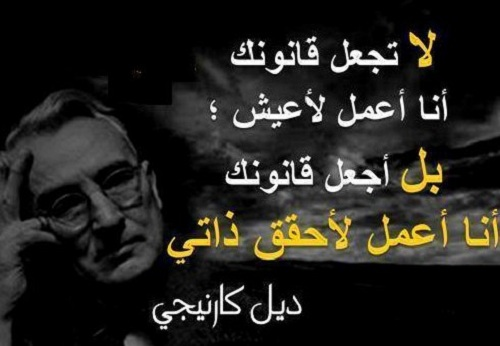 لا تجعل قانونك
أنا أعمل لأعيش ؛
بل أجعل قانونك
أنا أعمل لأحقق ذاتي
ديل كارنيجي